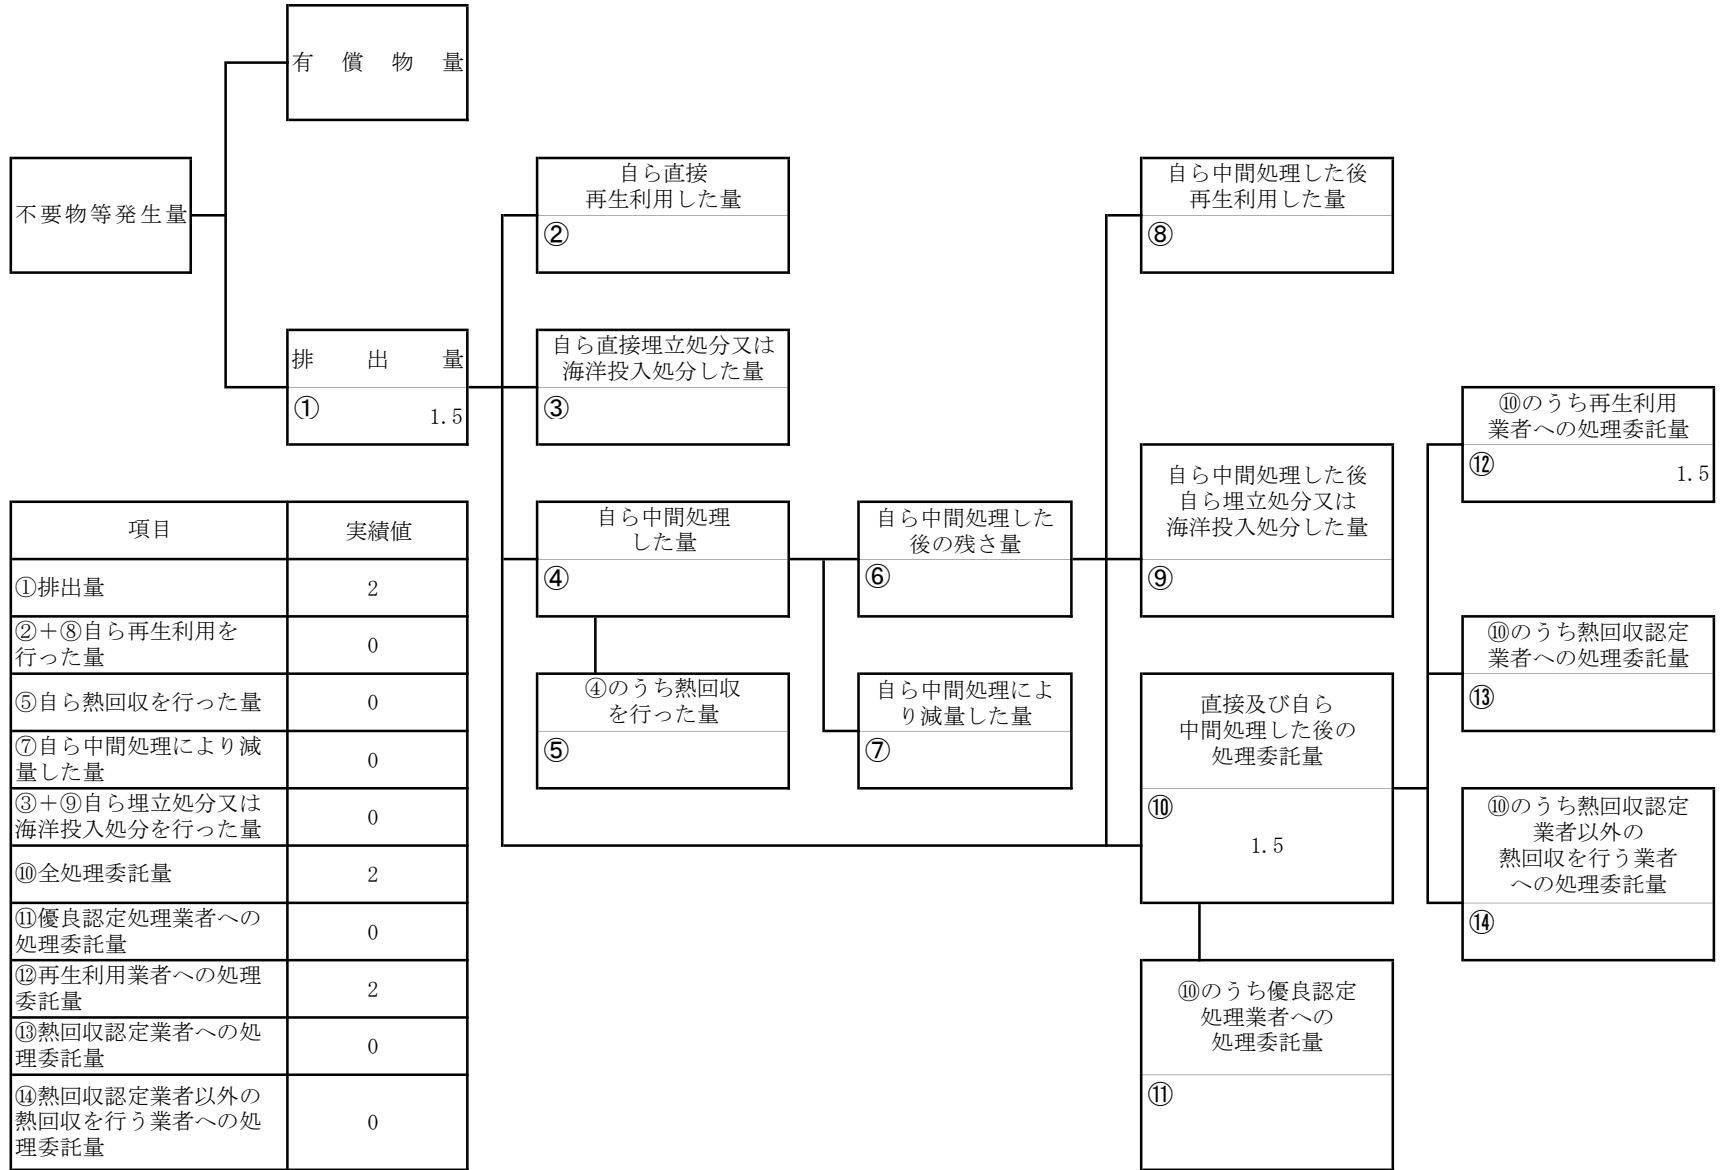 有償物量
不要物等発生量
自ら直接
再生利用した量
②
自ら中間処理した後
再生利用した量
⑧
排出量
① 1.5
自ら直接埋立処分又は
海洋投入処分した量
③
⑩のうち再生利用
業者への処理委託量
⑫ 1.5
自ら中間処理
した量
④
自ら中間処理した
後の残さ量
⑥
自ら中間処理した後
自ら埋立処分又は
海洋投入処分した量
⑨
⑩のうち熱回収認定
業者への処理委託量
⑬
④のうち熱回収
を行った量
⑤
自ら中間処理によ
り減量した量
⑦
直接及び自ら
中間処理した後の
処理委託量
⑩
1.5
⑩のうち熱回収認定
業者以外の
熱回収を行う業者
への処理委託量
⑭
⑩のうち優良認定
処理業者への
処理委託量
⑪
項目 実績値
①排出量 2
②+⑧自ら再生利用を
行った量 0
⑤自ら熱回収を行った量 0
⑦自ら中間処理により減
量した量 0
③+⑨自ら埋立処分又は
海洋投入処分を行った量 0
⑩全処理委託量 2
⑪優良認定処理業者への
処理委託量 0
⑫再生利用業者への処理
委託量 2
⑬熱回収認定業者への処
理委託量 0
⑭熱回収認定業者以外の
熱回収を行う業者への処
理委託量 0